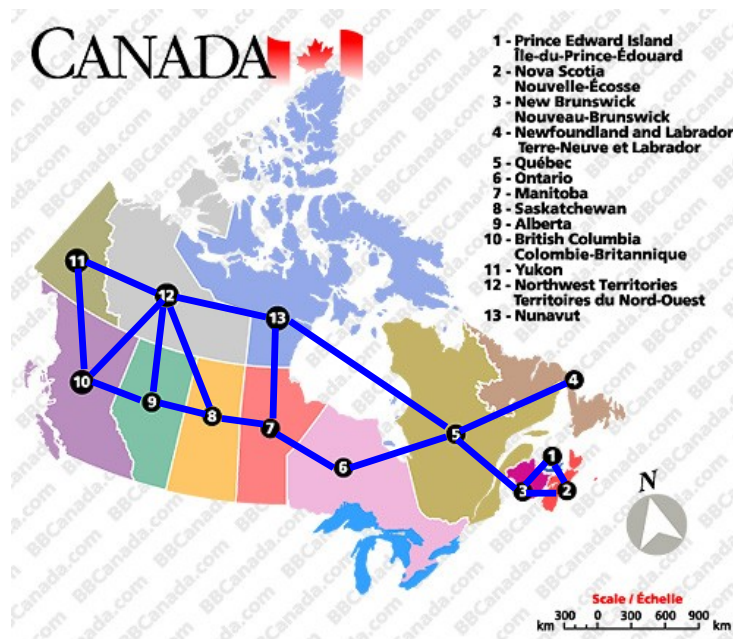 CANADA
1 - Prince Edward Island
Île-du-Prince-Édouard
2 - Nova Scotia
Nouvelle-Écosse
3 - New Brunswick
Nouveau-Brunswick
4 - Newfoundland and Labrador
Terre-Neuve et Labrador
5 - Québec
6 - Ontario
7 - Manitoba
8 - Saskatchewan
9 - Alberta
10 - British Columbia
Colombie-Britannique
11 - Yukon
12 - Northwest Territories
Territoires du Nord-Ouest
13 - Nunavut
11
12
13
10
9
8
7
6
5
4
1
3
2
N
Scale / Échelle
300 0 300 600 900
km km
BBCanada.com